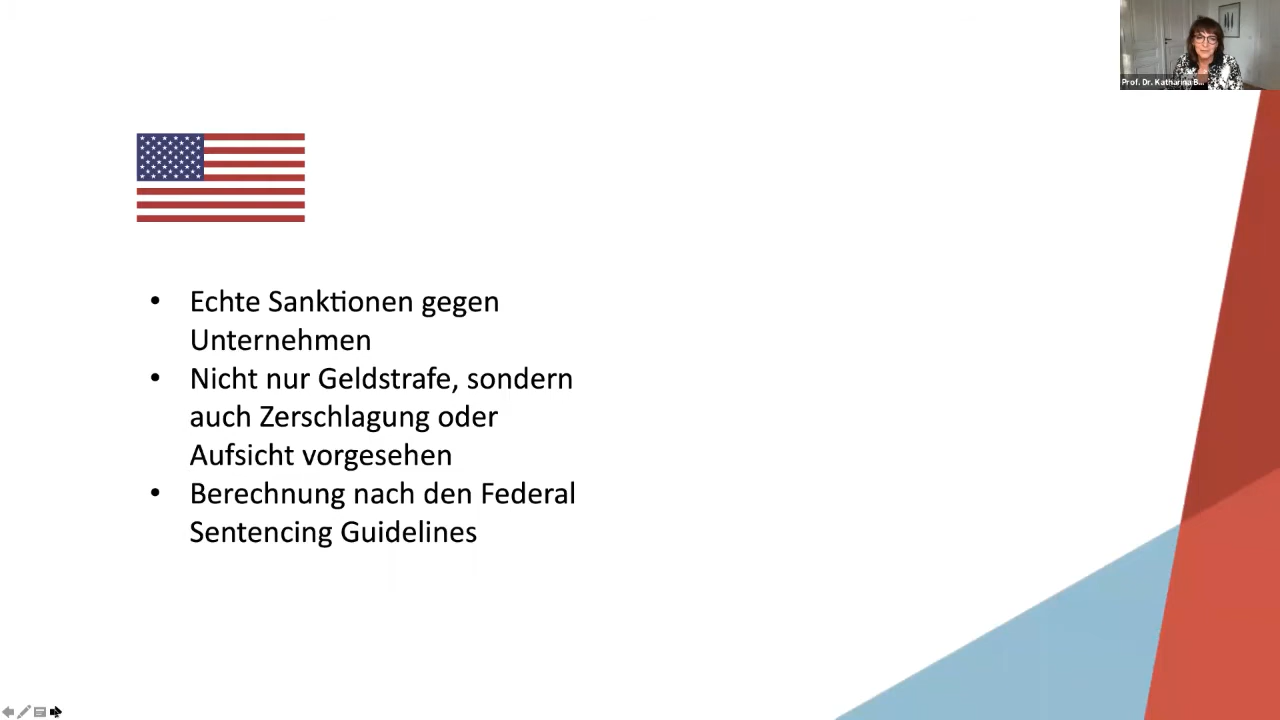 Prof. Dr. Katharina B...
• Echte Sanktionen gegen
Unternehmen
• Nicht nur Geldstrafe, sondern
auch Zerschlagung oder
Aufsicht vorgesehen
• Berechnung nach den Federal
Sentencing Guidelines